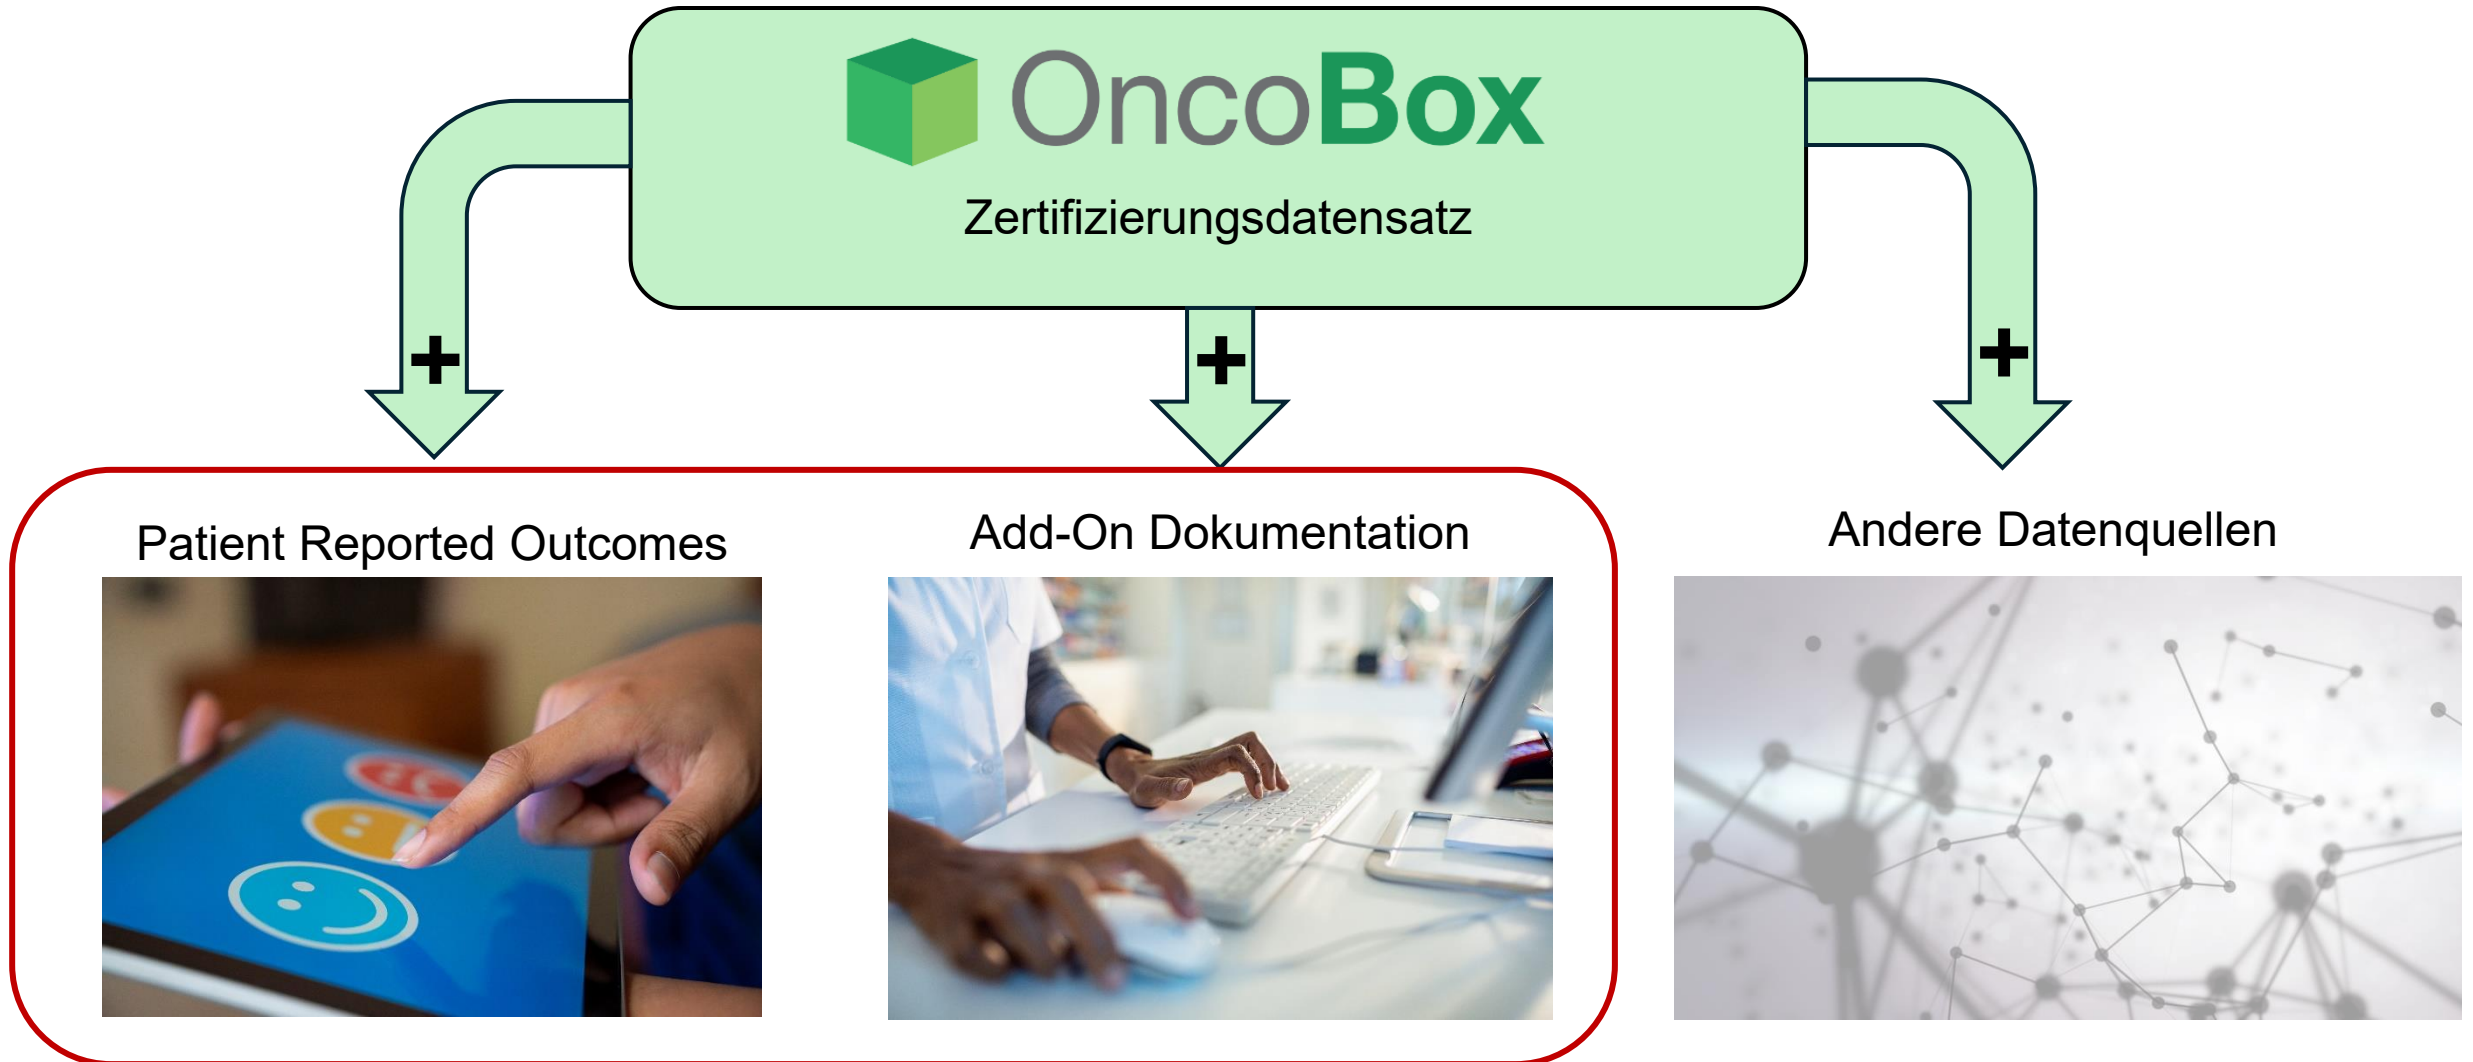 OncoBox
Zertifizierungsdatensatz
+
+
+
Patient Reported Outcomes
Add-On Dokumentation
Andere Datenquellen